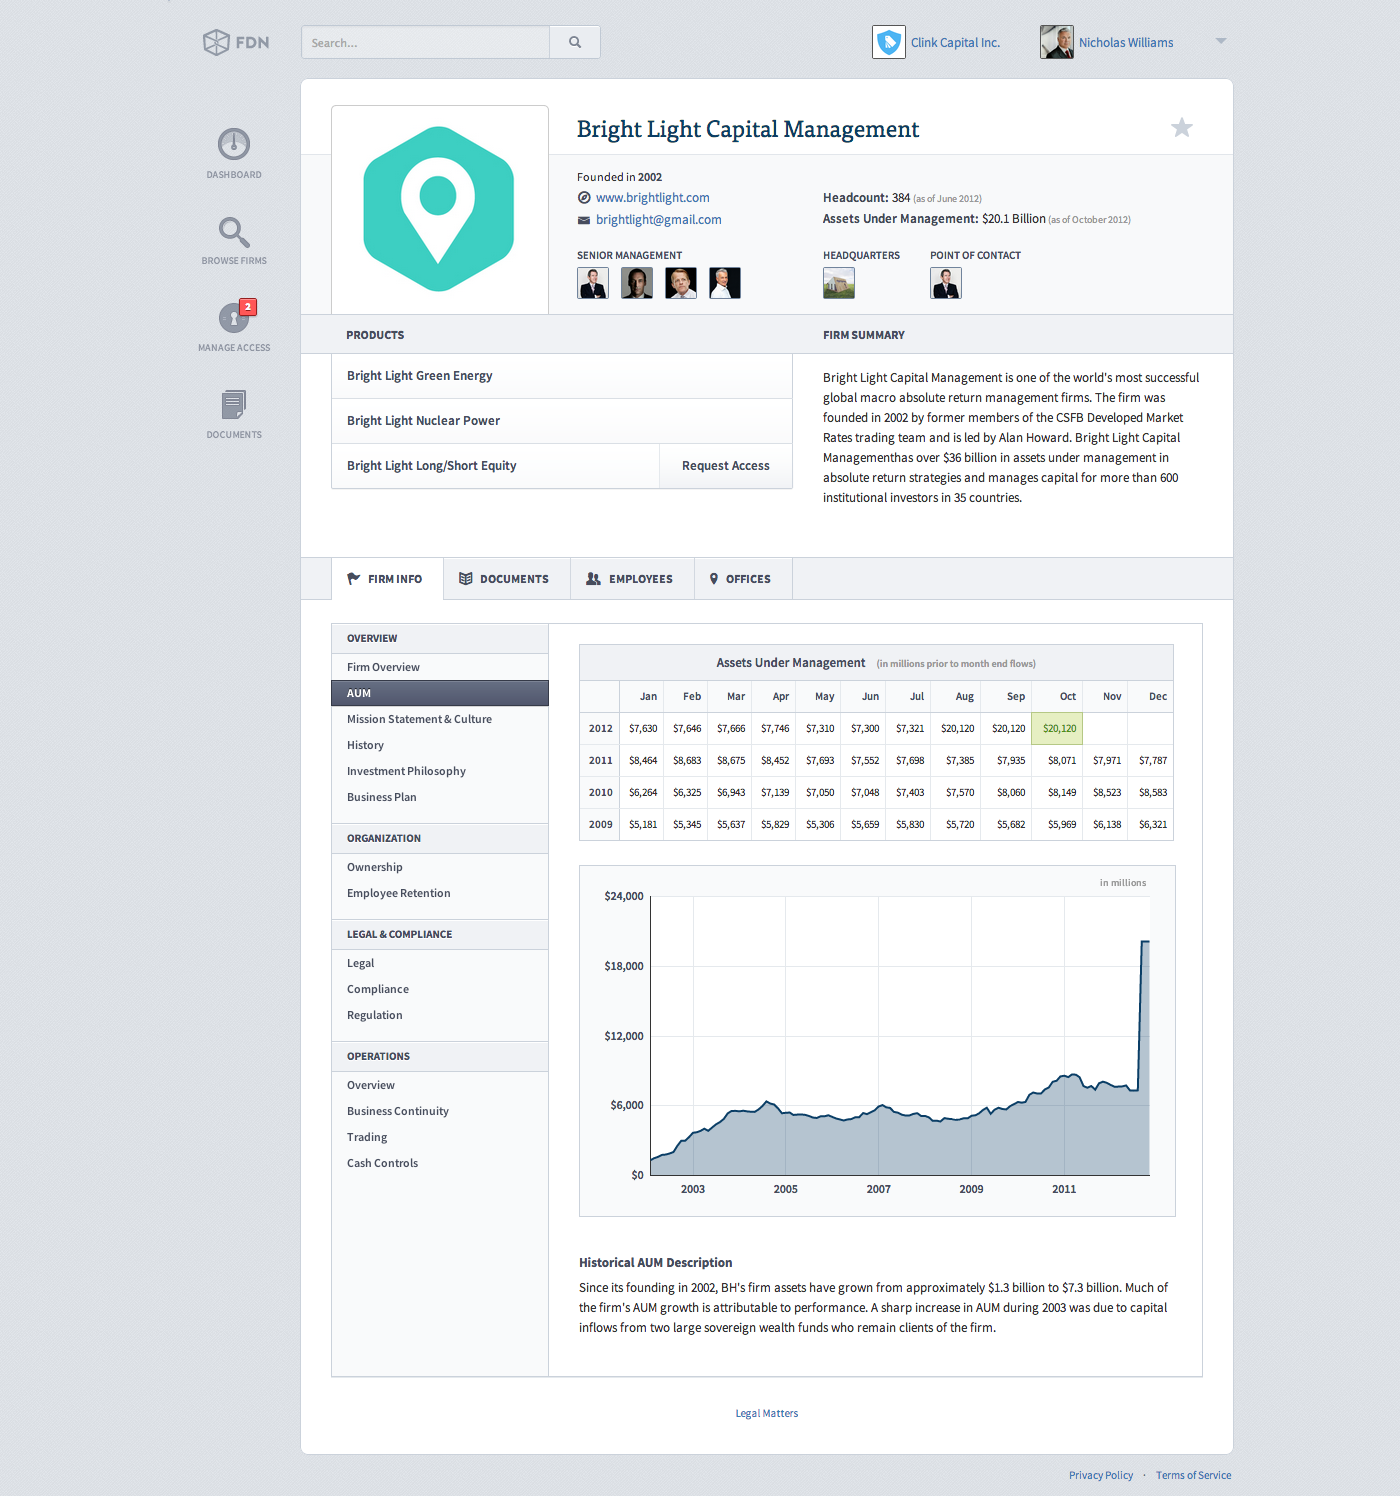 FDN
Search...
Clink Capital Inc.
Nicholas Williams
DASHBOARD
BROWSE FIRMS
2
MANAGE ACCESS
DOCUMENTS
Bright Light Capital Management
Founded in 2002
www.brightlight.com
brightlight@gmail.com
Headcount: 384 (as of June 2012)
Assets Under Management: $20.1 Billion (as of October 2012)
SENIOR MANAGEMENT
HEADQUARTERS
POINT OF CONTACT
PRODUCTS
Bright Light Green Energy
Bright Light Nuclear Power
Bright Light Long/Short Equity
Request Access
FIRM SUMMARY
Bright Light Capital Management is one of the world's most successful
global macro absolute return management firms. The firm was
founded in 2002 by former members of the CSFB Developed Market
Rates trading team and is led by Alan Howard. Bright Light Capital
Managementhas over $36 billion in assets under management in
absolute return strategies and manages capital for more than 600
institutional investors in 35 countries.
FIRM INFO
DOCUMENTS
EMPLOYEES
OFFICES
OVERVIEW
Firm Overview
AUM
Mission Statement & Culture
History
Investment Philosophy
Business Plan
ORGANIZATION
Ownership
Employee Retention
LEGAL & COMPLIANCE
Legal
Compliance
Regulation
OPERATIONS
Overview
Business Continuity
Trading
Cash Controls
Assets Under Management (in millions prior to month end flows)
Jan Feb Mar Apr May Jun Jul Aug Sep Oct Nov Dec
2012 $7,630 $7,646 $7,666 $7,746 $7,310 $7,300 $7,321 $20,120 $20,120 $20,120
2011 $8,464 $8,683 $8,675 $8,452 $7,693 $7,552 $7,698 $7,385 $7,935 $8,071 $7,971 $7,787
2010 $6,264 $6,325 $6,943 $7,139 $7,050 $7,048 $7,403 $7,570 $8,060 $8,149 $8,523 $8,583
2009 $5,181 $5,345 $5,637 $5,829 $5,306 $5,659 $5,830 $5,720 $5,682 $5,969 $6,138 $6,321
in millions
$24,000
$18,000
$12,000
$6,000
$0
2003 2005 2007 2009 2011
Historical AUM Description
Since its founding in 2002, BH's firm assets have grown from approximately $1.3 billion to $7.3 billion. Much of
the firm's AUM growth is attributable to performance. A sharp increase in AUM during 2003 was due to capital
inflows from two large sovereign wealth funds who remain clients of the firm.
Legal Matters
Privacy Policy · Terms of Service